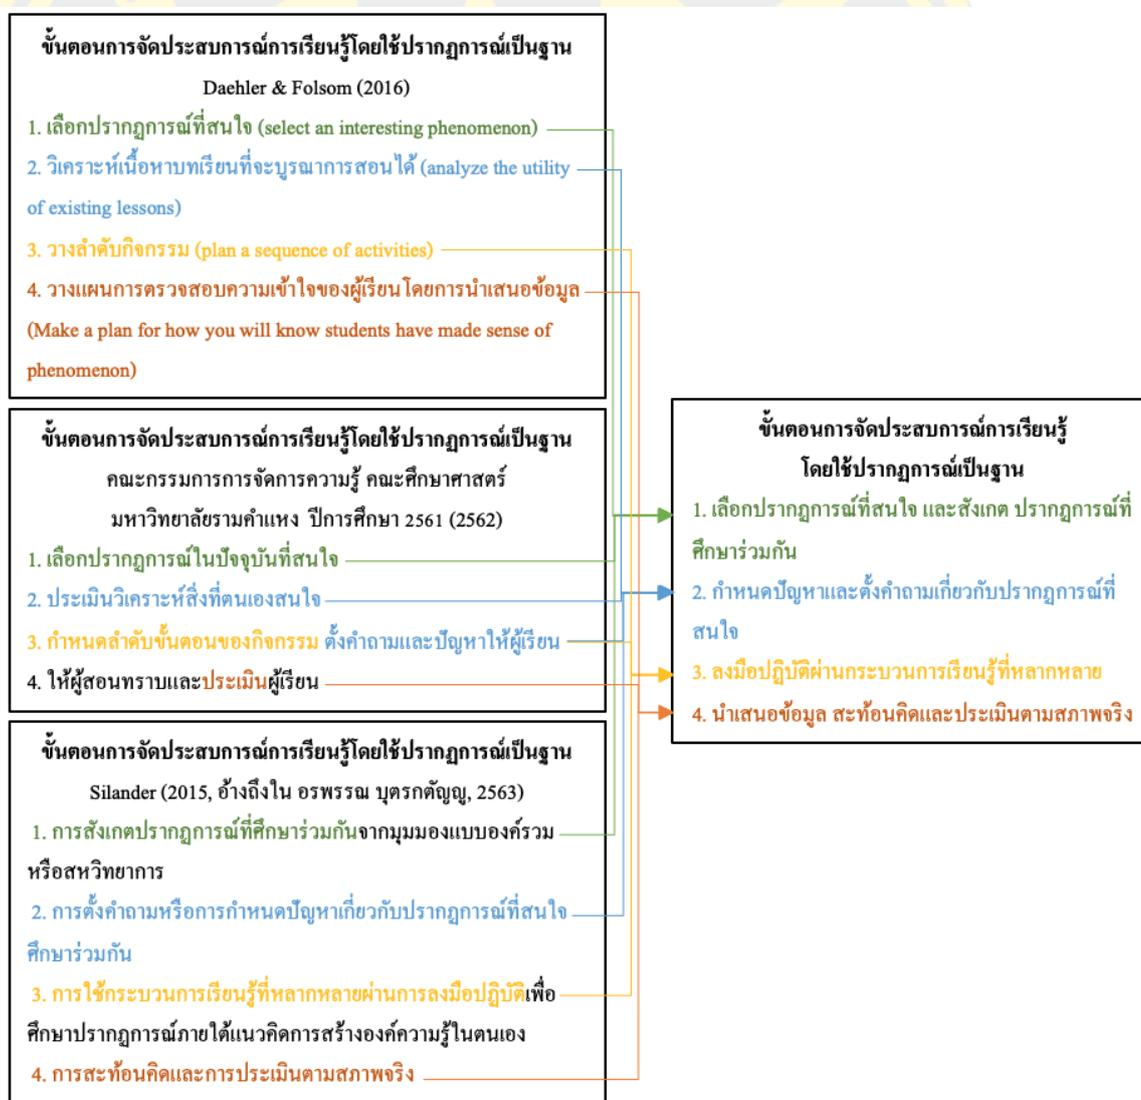 ขั้นตอนการจัดประสบการณ์การเรียนรู้โดยใช้ปรากฏการณ์เป็นฐาน
Daehler & Folsom (2016)
1. เลือกปรากฏการณ์ที่สนใจ (select an interesting phenomenon)
2. วิเคราะห์เนื้อหาบทเรียนที่จะบูรณาการสอนได้ (analyze the utility
of existing lessons)
3. วางลำดับกิจกรรม (plan a sequence of activities)
4. วางแผนการตรวจสอบความเข้าใจของผู้เรียนโดยการนำเสนอข้อมูล
(Make a plan for how you will know students have made sense of
phenomenon)
ขั้นตอนการจัดประสบการณ์การเรียนรู้โดยใช้ปรากฏการณ์เป็นฐาน
คณะกรรมการการจัดการความรู้ คณะศึกษาศาสตร์
มหาวิทยาลัยรามคำแหง ปีการศึกษา 2561 (2562)
1. เลือกปรากฏการณ์ในปัจจุบันที่สนใจ
2. ประเมินวิเคราะห์สิ่งที่ตนเองสนใจ
3. กำหนดลำดับขั้นตอนของกิจกรรม ตั้งคำถามและปัญหาให้ผู้เรียน
4. ให้ผู้สอนทราบและประเมินผู้เรียน
ขั้นตอนการจัดประสบการณ์การเรียนรู้โดยใช้ปรากฏการณ์เป็นฐาน
Silander (2015, อ้างถึงใน อรพรรณ บุตรกตัญญู, 2563)
1. การสังเกตปรากฏการณ์ที่ศึกษาร่วมกันจากมุมมองแบบองค์รวม
หรือสหวิทยาการ
2. การตั้งคำถามหรือการกำหนดปัญหาเกี่ยวกับปรากฏการณ์ที่สนใจ
ศึกษาร่วมกัน
3. การใช้กระบวนการเรียนรู้ที่หลากหลายผ่านการลงมือปฏิบัติเพื่อ
ศึกษาปรากฏการณ์ภายใต้แนวคิดการสร้างองค์ความรู้ในตนเอง
4. การสะท้อนคิดและการประเมินตามสภาพจริง
ขั้นตอนการจัดประสบการณ์การเรียนรู้
โดยใช้ปรากฏการณ์เป็นฐาน
1. เลือกปรากฏการณ์ที่สนใจ และสังเกต ปรากฏการณ์ที่
ศึกษาร่วมกัน
2. กำหนดปัญหาและตั้งคำถามเกี่ยวกับปรากฏการณ์ที่
สนใจ
3. ลงมือปฏิบัติผ่านกระบวนการเรียนรู้ที่หลากหลาย
4. นำเสนอข้อมูล สะท้อนคิดและประเมินตามสภาพจริง